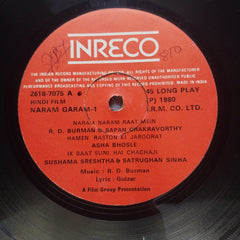 INRECO
THE INDIAN RECORD MANUFACTURING
ALL RIGHTS OF THE MANUFACTURER
AND OF THE OWNER OF THE RECORDED WORK RESERVED UNAUTHORISED PUBLIC
PERFORMANCE BROADCASTING AND COPYING OF THIS RECORD PROHIBITED MADE IN INDIA
2618-7075 A
45 LONG PLAY
HINDI FILM
(P) 1980
NARAM GARAM-1
I.R.M. CO. LTD.
NARAM NARAM RAAT MEIN
R. D. BURMAN & SAPAN CHAKRAVORTHY
HAMEN RASTON KI JAROORAT
ASHA BHOSLE
IK BAAT SUNI HAI CHACHAJI
SUSHAMA SRESHTHA & SATRUGHAN SINHA
Music : R. D. Burman
Lyric : Gulzar
A Film Group Presentation